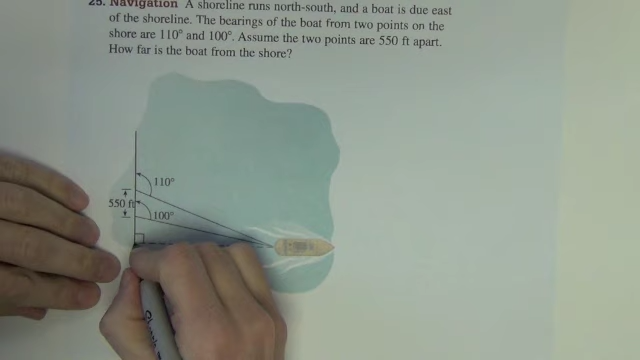 25. Navigation A shoreline runs north-south, and a boat is due east
of the shoreline. The bearings of the boat from two points on the
shore are 110° and 100°. Assume the two points are 550 ft apart.
How far is the boat from the shore?
110°
550 ft
100°